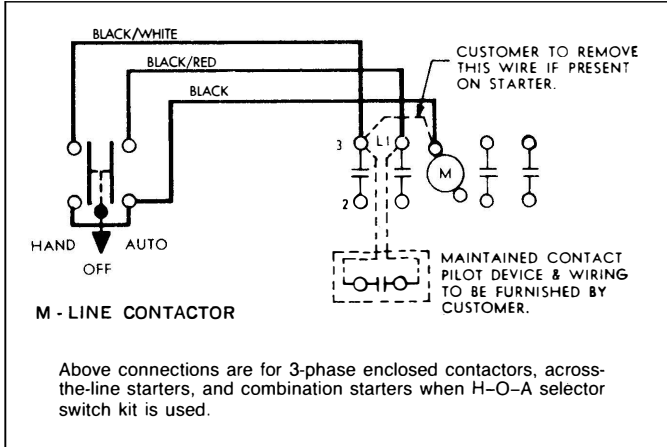 BLACK/WHITE
BLACK/RED
BLACK
CUSTOMER TO REMOVE
THIS WIRE IF PRESENT
ON STARTER.
3
L1
M
2
HAND
AUTO
OFF
MAINTAINED CONTACT
PILOT DEVICE & WIRING
TO BE FURNISHED BY
CUSTOMER.
M - LINE CONTACTOR
Above connections are for 3-phase enclosed contactors, across-
the-line starters, and combination starters when H–O–A selector
switch kit is used.